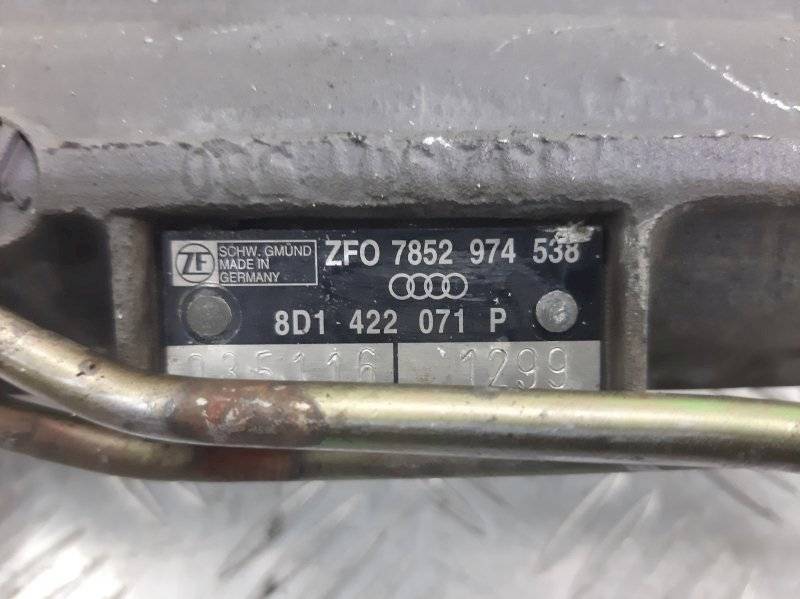 ZF SCHW. GMÜND MADE IN GERMANY ZFO 7852 974 538
8D1 422 071 P
035116 1299